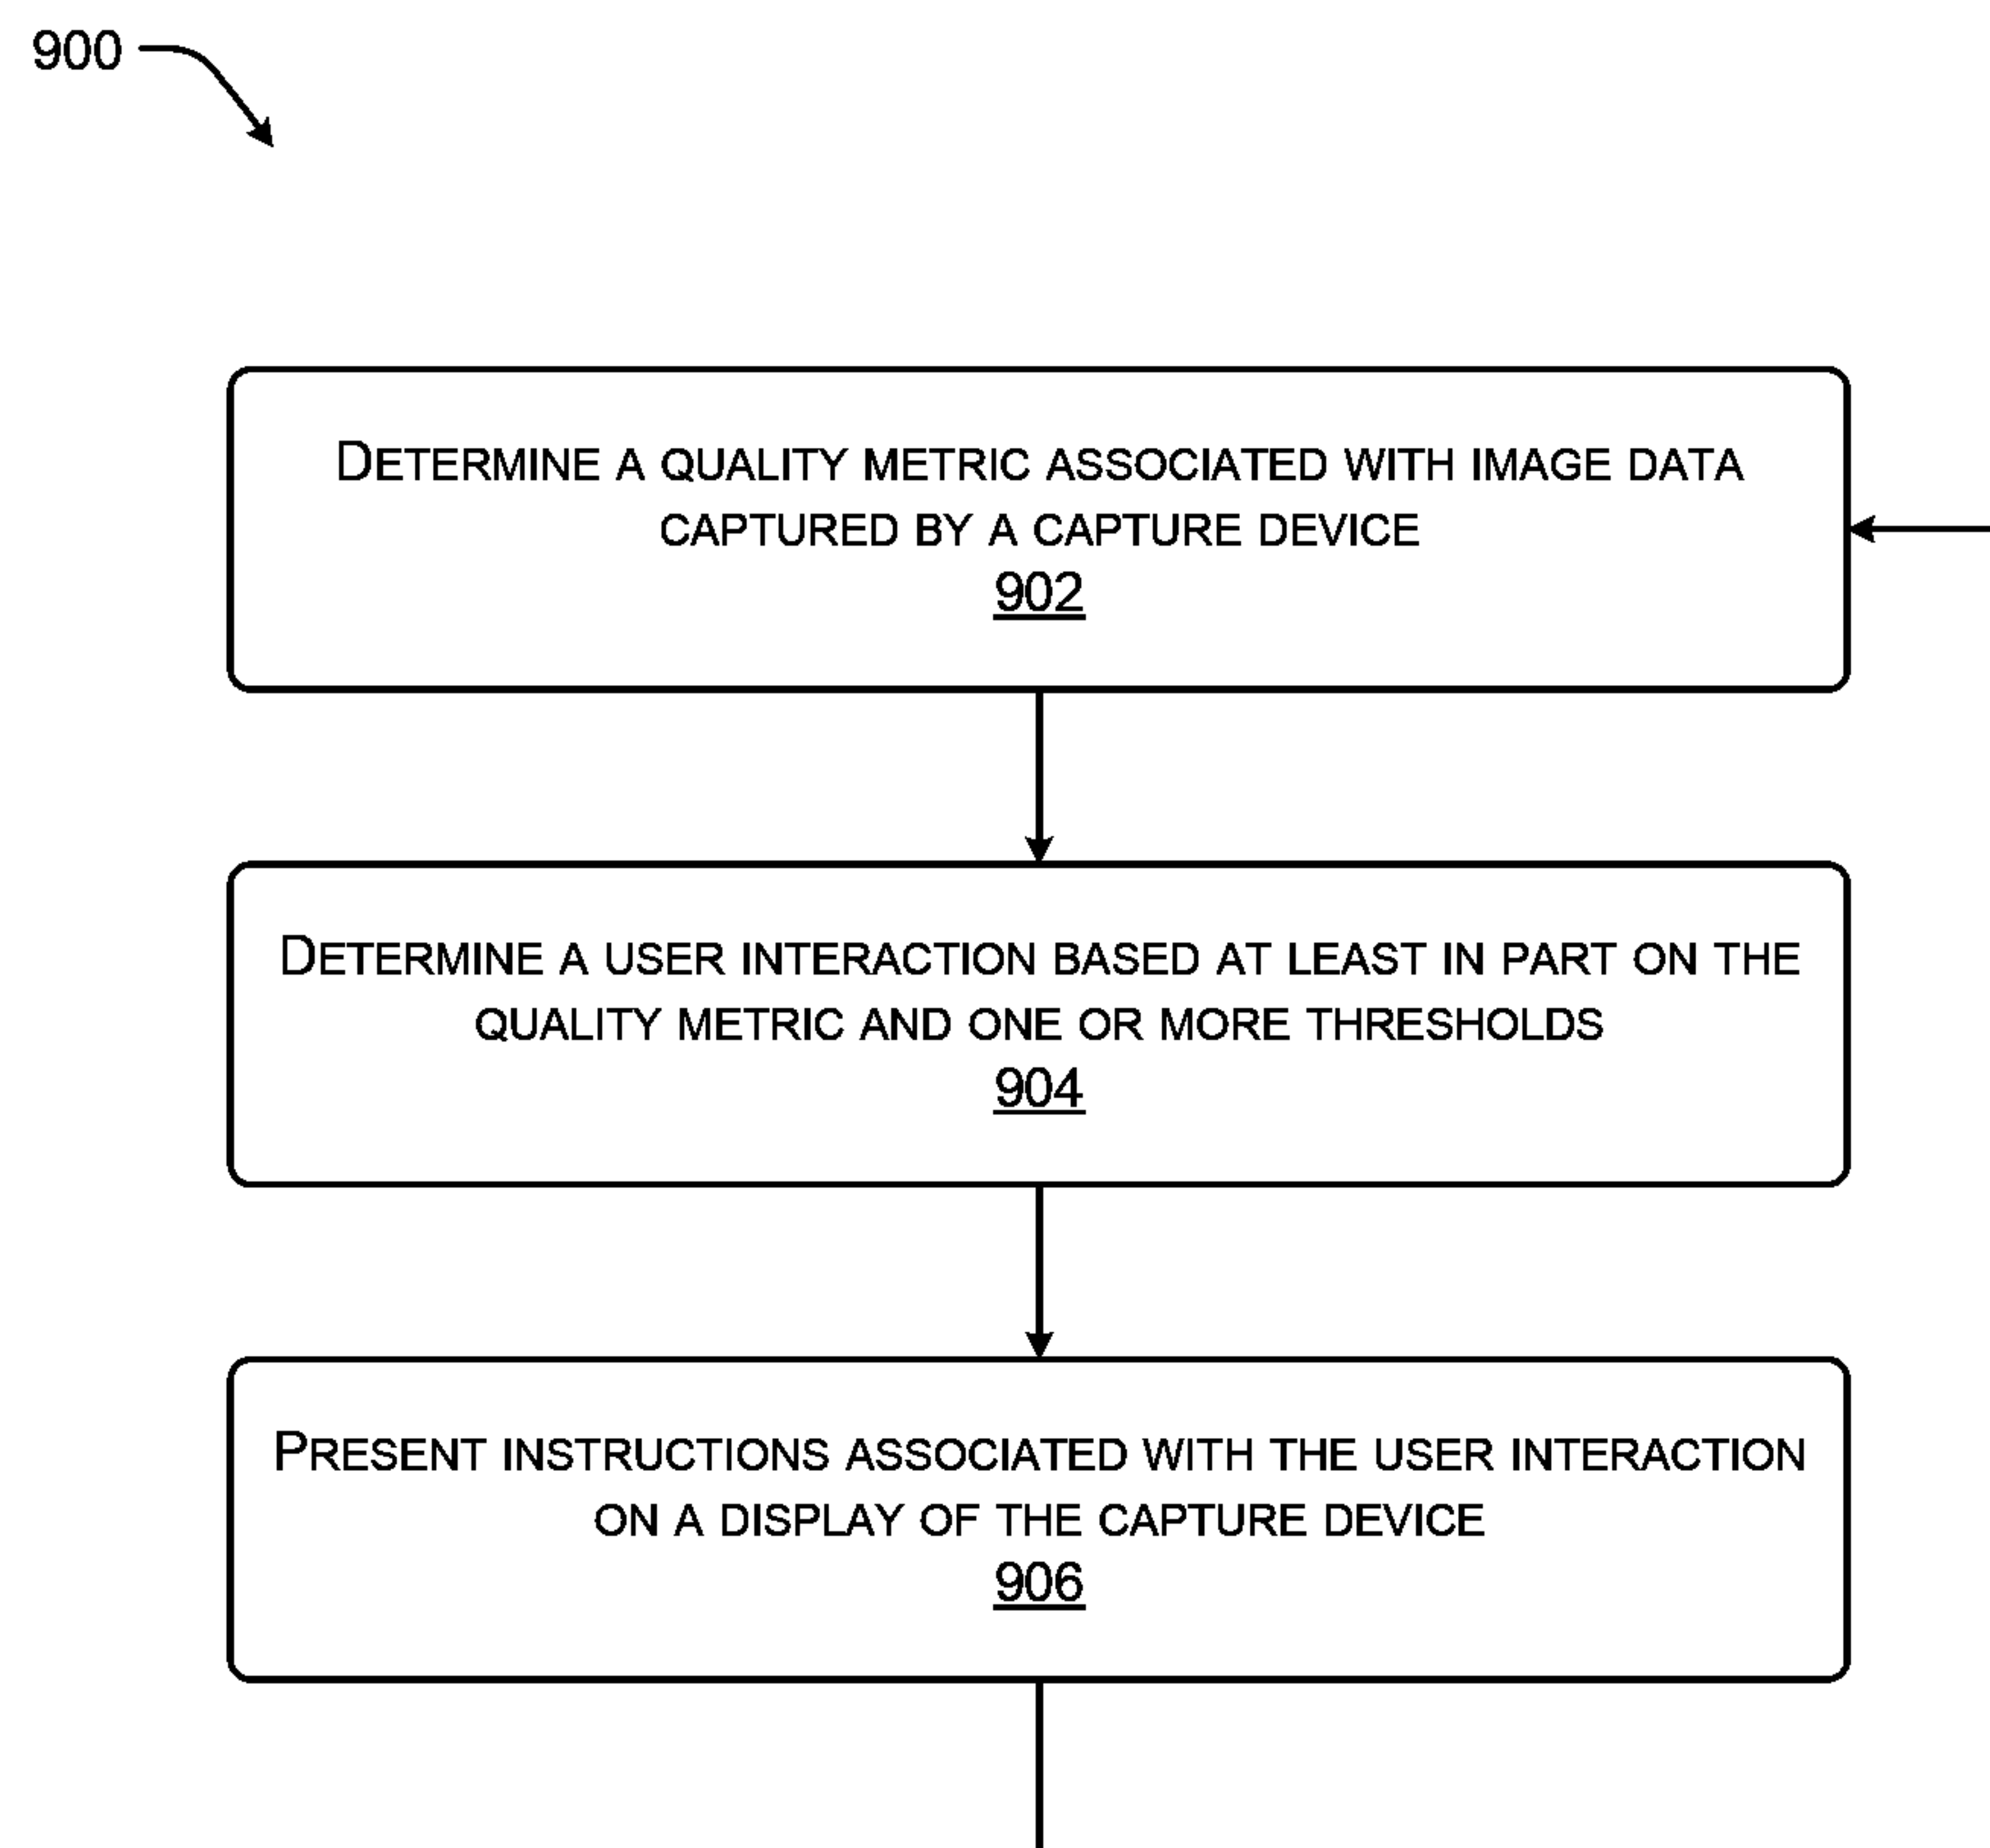 900
DETERMINE A QUALITY METRIC ASSOCIATED WITH IMAGE DATA
CAPTURED BY A CAPTURE DEVICE
902
DETERMINE A USER INTERACTION BASED AT LEAST IN PART ON THE
QUALITY METRIC AND ONE OR MORE THRESHOLDS
904
PRESENT INSTRUCTIONS ASSOCIATED WITH THE USER INTERACTION
ON A DISPLAY OF THE CAPTURE DEVICE
906